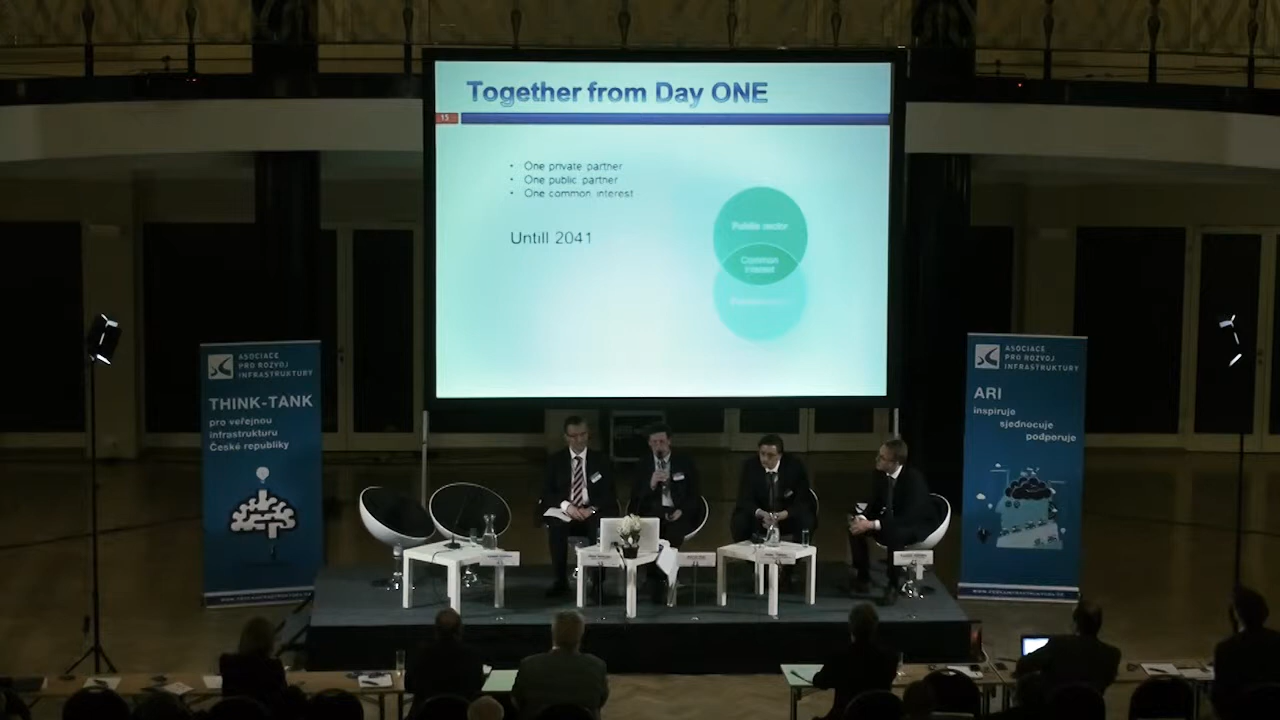 Together from Day ONE
15
• One private partner
• One public partner
• One common interest
Untill 2041
Public sector
Common
interest
ASOCIACE
PRO ROZVOJ
INFRASTRUKTURY
THINK-TANK
pro veřejnou
infrastrukturu
České republiky
ASOCIACE
PRO ROZVOJ
INFRASTRUKTURY
ARI
inspiruje
sjednocuje
podporuje